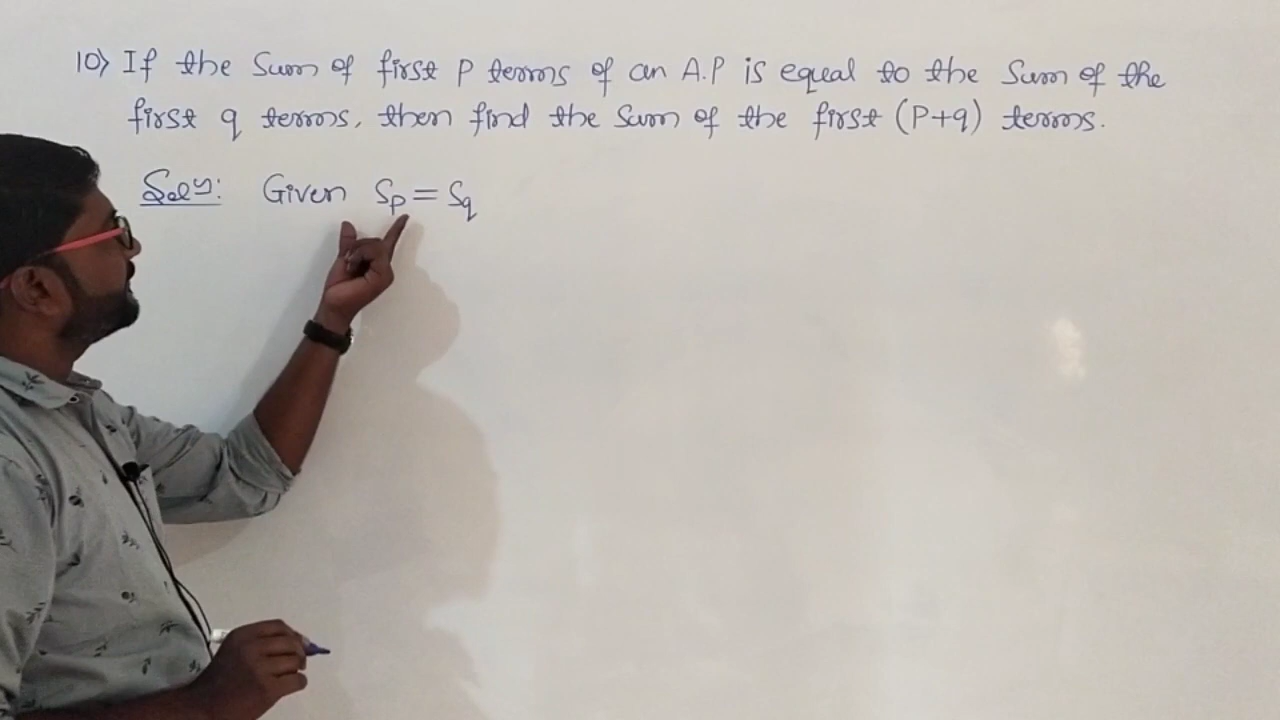 10) If the Sum of first P terms of an A.P is equal to the Sum of the
first q terms, then find the Sum of the first (P+q) terms.
Solⁿ: Given Sp = Sq